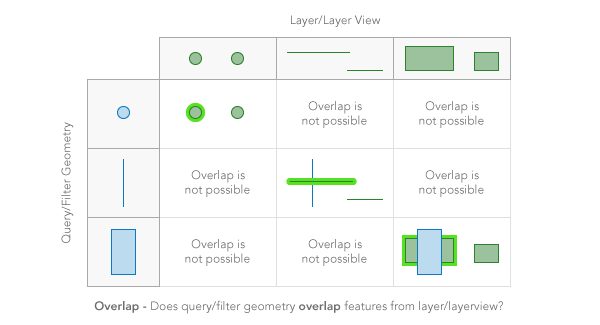 Layer/Layer View
Query/Filter Geometry
Overlap is
not possible
Overlap is
not possible
Overlap is
not possible
Overlap is
not possible
Overlap is
not possible
Overlap is
not possible
Overlap - Does query/filter geometry overlap features from layer/layerview?